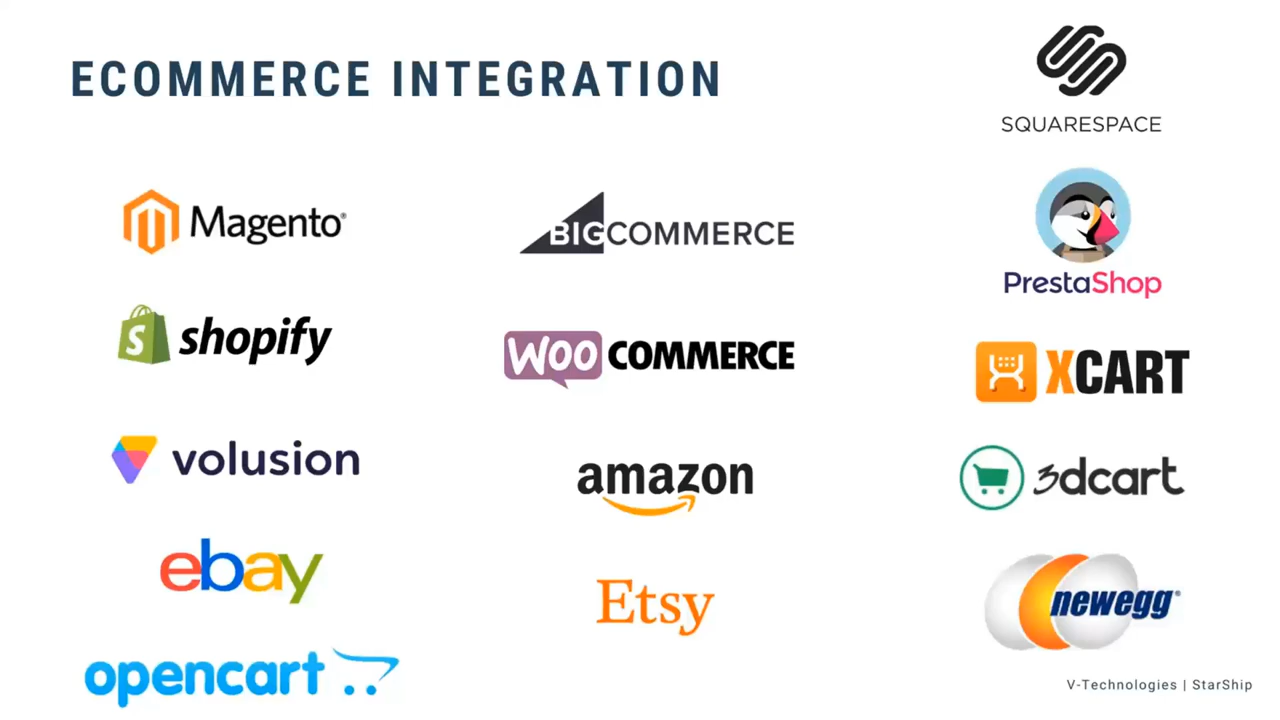 ECOMMERCE INTEGRATION
SQUARESPACE
Magento®
BIGCOMMERCE
PrestaShop
S shopify
WOO COMMERCE
XCART
volusion
amazon
3dcart
ebay
Etsy
newegg®
opencart
V-Technologies | StarShip